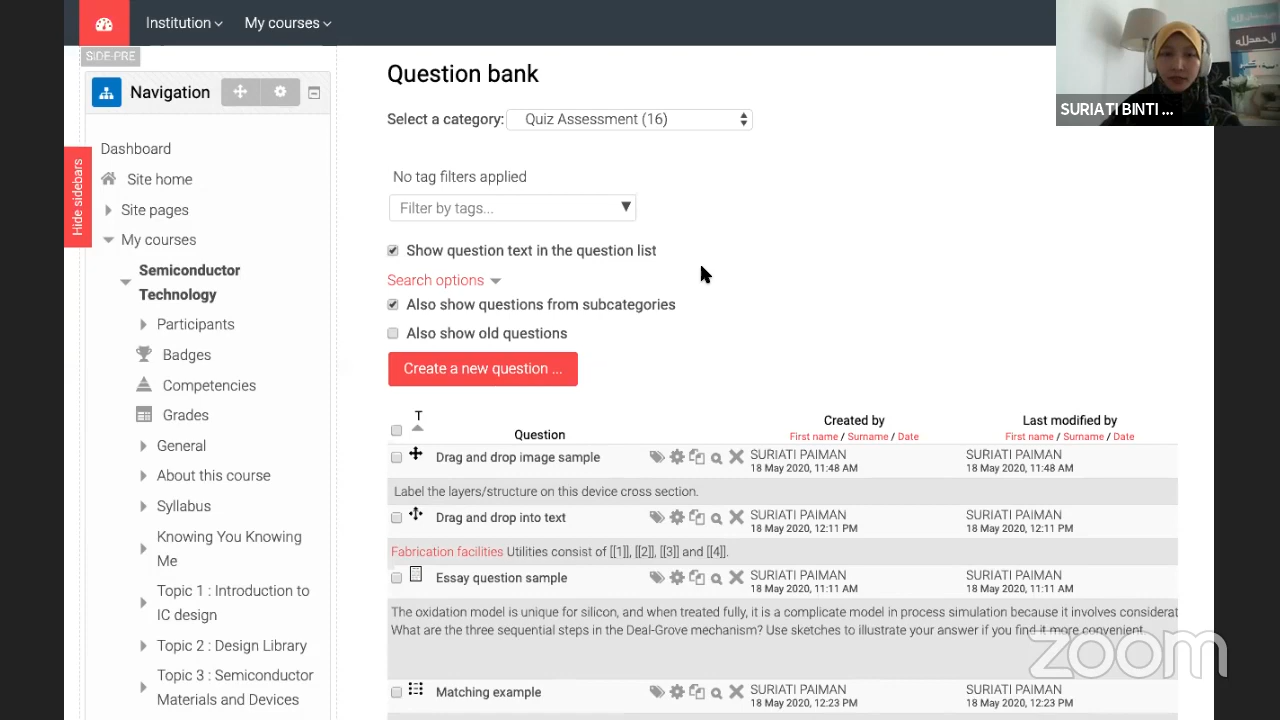 Institution
My courses
SIDE-PRE
Navigation
Dashboard
Site home
Site pages
My courses
Semiconductor
Technology
Participants
Badges
Competencies
Grades
General
About this course
Syllabus
Knowing You Knowing
Me
Topic 1 : Introduction to
IC design
Topic 2 : Design Library
Topic 3 : Semiconductor
Materials and Devices
Hide sidebars
Question bank
Select a category: Quiz Assessment (16)
No tag filters applied
Filter by tags...
Show question text in the question list
Search options
Also show questions from subcategories
Also show old questions
Create a new question ...
T
Question
Created by
First name / Surname / Date
Last modified by
First name / Surname / Date
Drag and drop image sample
SURIATI PAIMAN
18 May 2020, 11:48 AM
SURIATI PAIMAN
18 May 2020, 11:48 AM
Label the layers/structure on this device cross section.
Drag and drop into text
SURIATI PAIMAN
18 May 2020, 12:11 PM
SURIATI PAIMAN
18 May 2020, 12:11 PM
Fabrication facilities Utilities consist of [[1]], [[2]], [[3]] and [[4]].
Essay question sample
SURIATI PAIMAN
18 May 2020, 11:11 AM
SURIATI PAIMAN
18 May 2020, 11:11 AM
The oxidation model is unique for silicon, and when treated fully, it is a complicate model in process simulation because it involves considerat
What are the three sequential steps in the Deal-Grove mechanism? Use sketches to illustrate your answer if you find it more convenient.
Matching example
SURIATI PAIMAN
18 May 2020, 12:23 PM
SURIATI PAIMAN
18 May 2020, 12:23 PM
الحمدلله
SURIATI BINTI ...
zoom